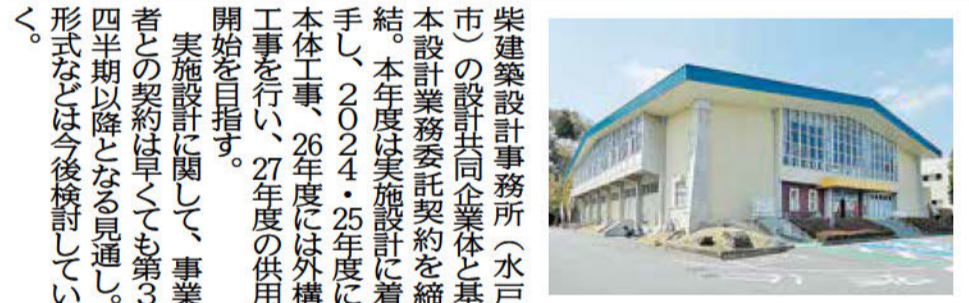 柴建築設計事務所（水戸
市）の設計共同企業体と基
本設計業務委託契約を締
結。本年度は実施設計に着
手し、2024・25年度に
本体工事、26年度には外構
工事を行い、27年度の供用
開始を目指す。
実施設計に関して、事業
者との契約は早くても第3
四半期以降となる見通し。
形式などは今後検討してい
く。